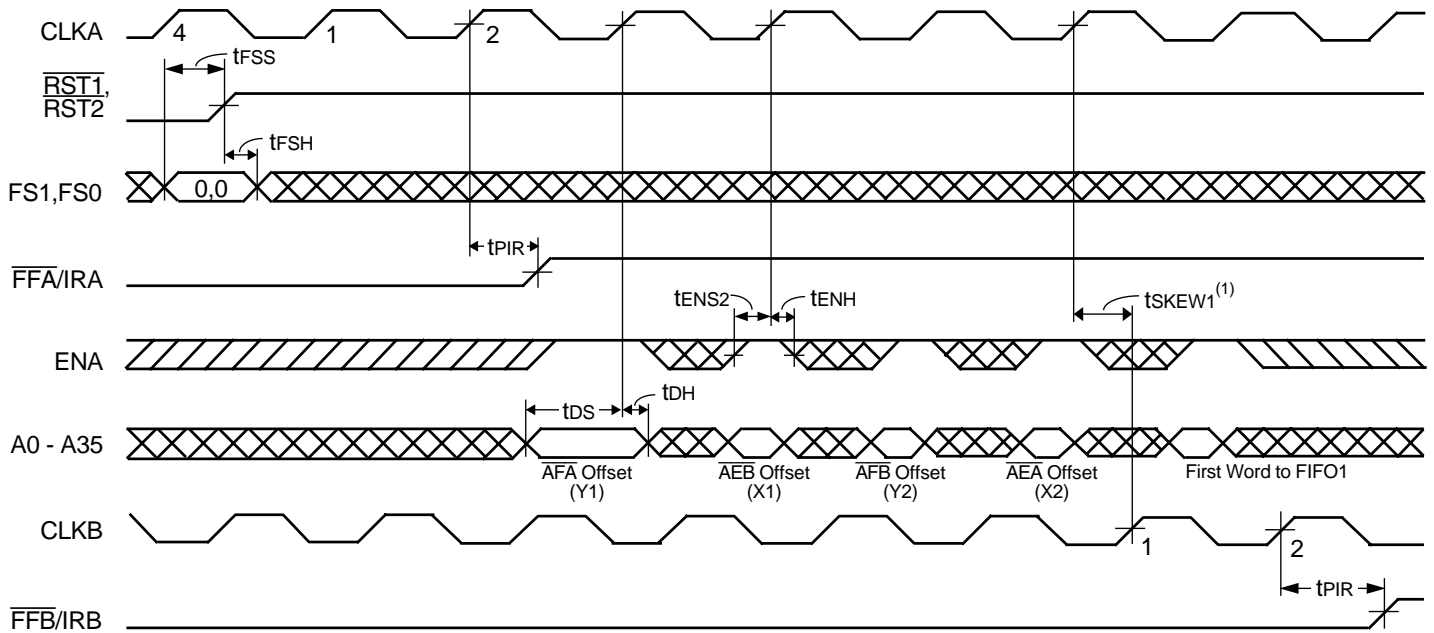 CLKA 4 1 2
tFSS
RST1,
RST2
tFSH
FS1,FS0 0,0
tPIR
FFA/IRA
tENS2 tENH tSKEW1(1)
ENA
tDS tDH
A0 - A35
AFA Offset (Y1)
AEB Offset (X1)
AFB Offset (Y2)
AEA Offset (X2)
First Word to FIFO1
CLKB 1 2
tPIR
FFB/IRB